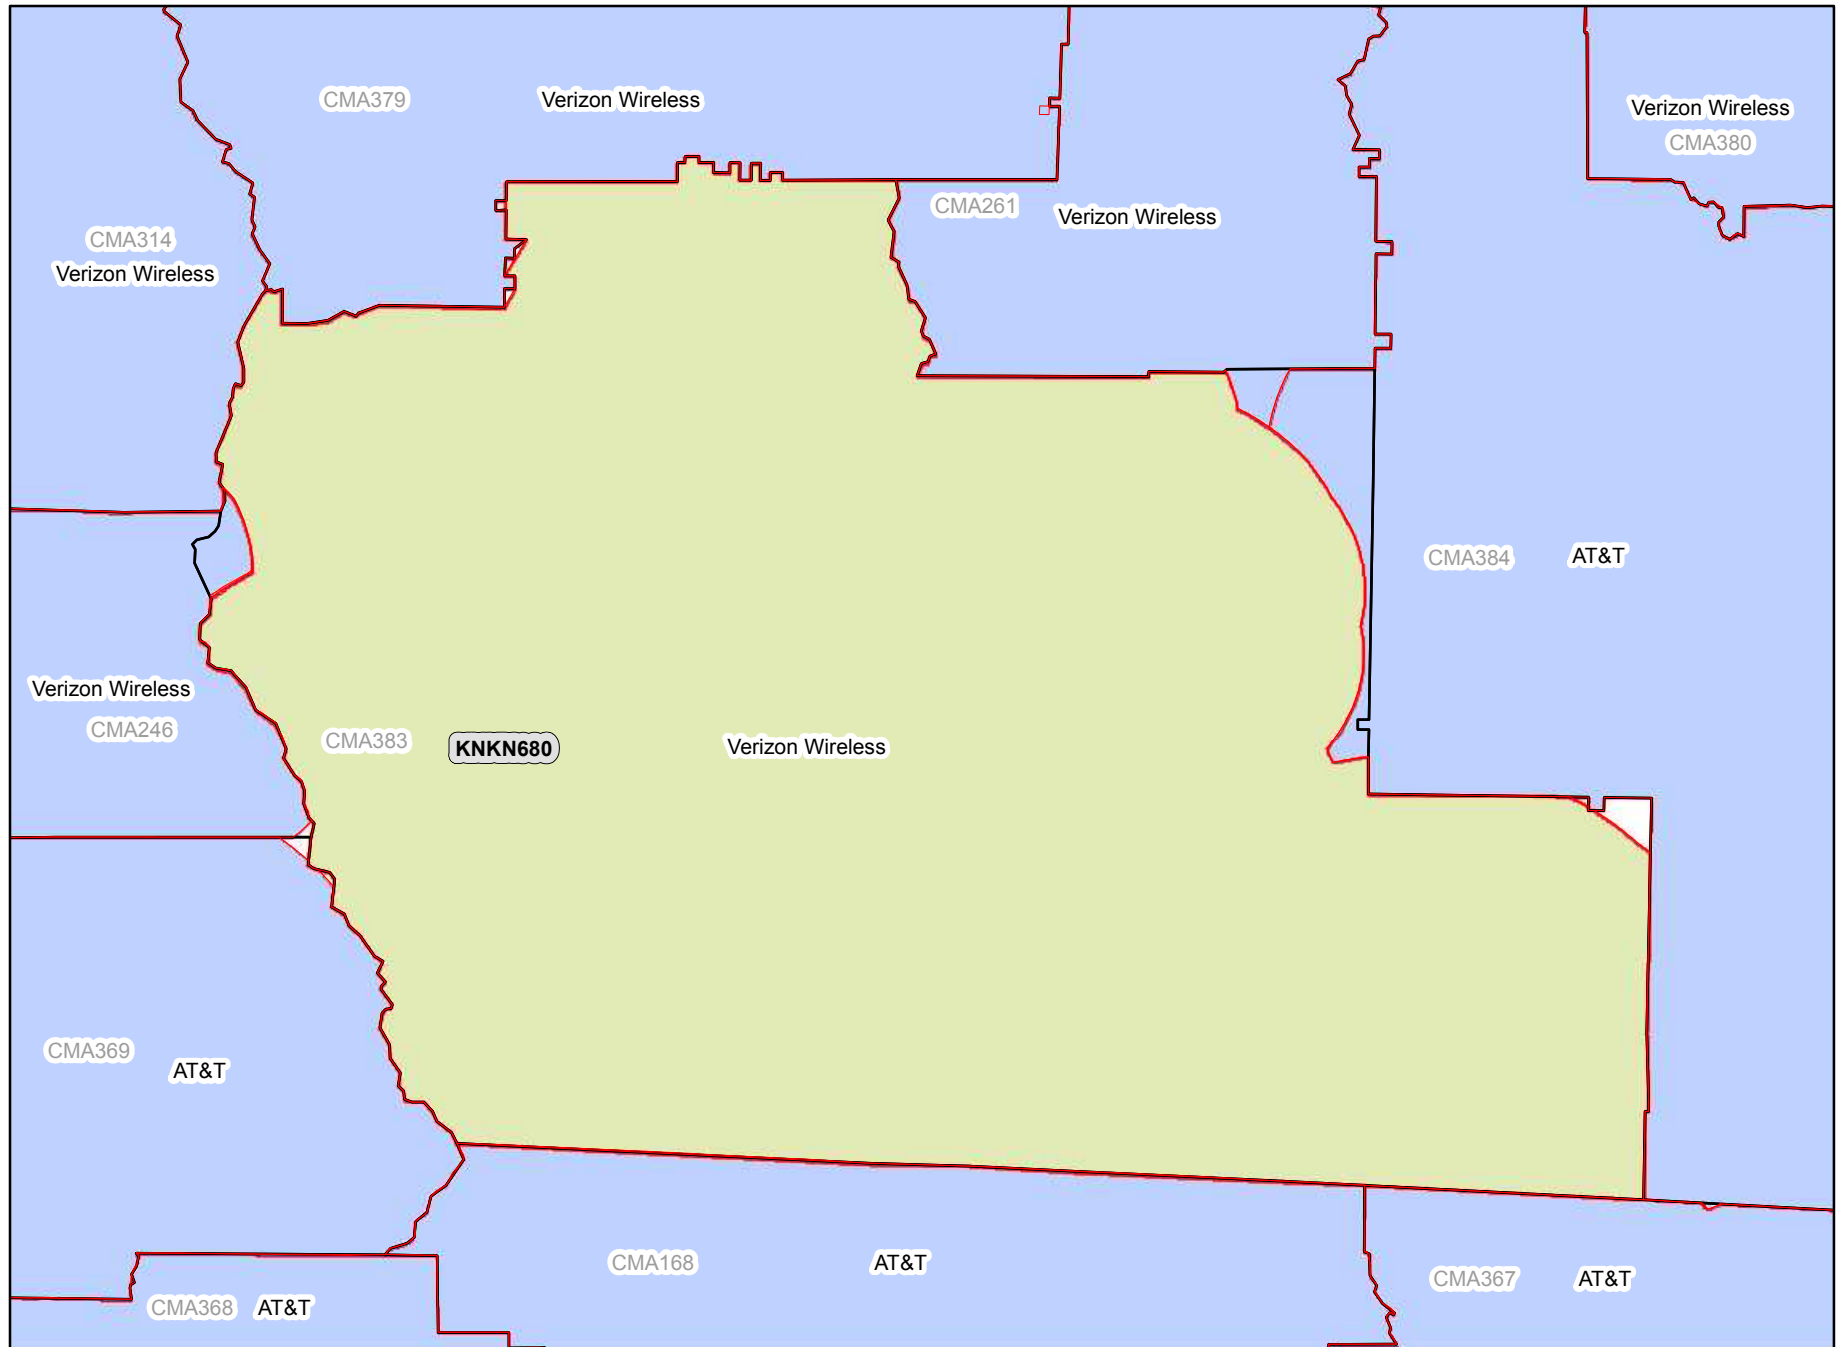 CMA379
Verizon Wireless
Verizon Wireless
CMA380
CMA261
Verizon Wireless
CMA314
Verizon Wireless
CMA384
AT&T
Verizon Wireless
CMA246
CMA383
KNKN680
Verizon Wireless
CMA369
AT&T
CMA168
AT&T
CMA367
AT&T
CMA368
AT&T